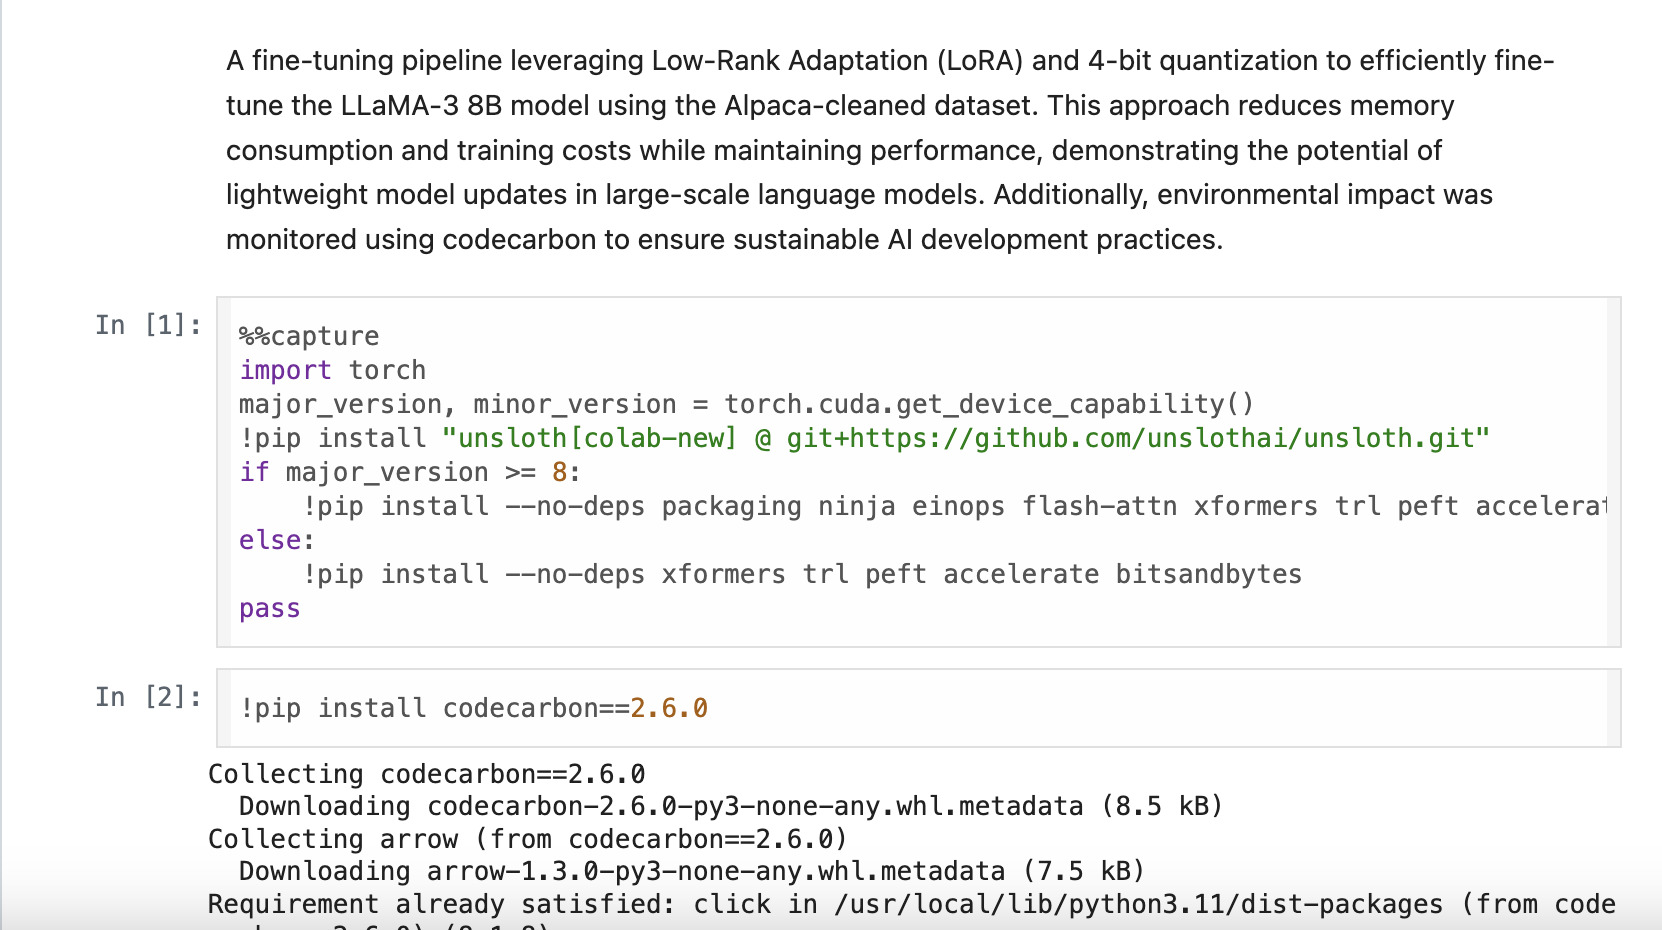 A fine-tuning pipeline leveraging Low-Rank Adaptation (LoRA) and 4-bit quantization to efficiently fine-
tune the LLaMA-3 8B model using the Alpaca-cleaned dataset. This approach reduces memory
consumption and training costs while maintaining performance, demonstrating the potential of
lightweight model updates in large-scale language models. Additionally, environmental impact was
monitored using codecarbon to ensure sustainable AI development practices.
In [1]:
%%capture
import torch
major_version, minor_version = torch.cuda.get_device_capability()
!pip install "unsloth[colab-new] @ git+https://github.com/unslothai/unsloth.git"
if major_version >= 8:
    !pip install --no-deps packaging ninja einops flash-attn xformers trl peft accelerat
else:
    !pip install --no-deps xformers trl peft accelerate bitsandbytes
pass
In [2]:
!pip install codecarbon==2.6.0
Collecting codecarbon==2.6.0
  Downloading codecarbon-2.6.0-py3-none-any.whl.metadata (8.5 kB)
Collecting arrow (from codecarbon==2.6.0)
  Downloading arrow-1.3.0-py3-none-any.whl.metadata (7.5 kB)
Requirement already satisfied: click in /usr/local/lib/python3.11/dist-packages (from code